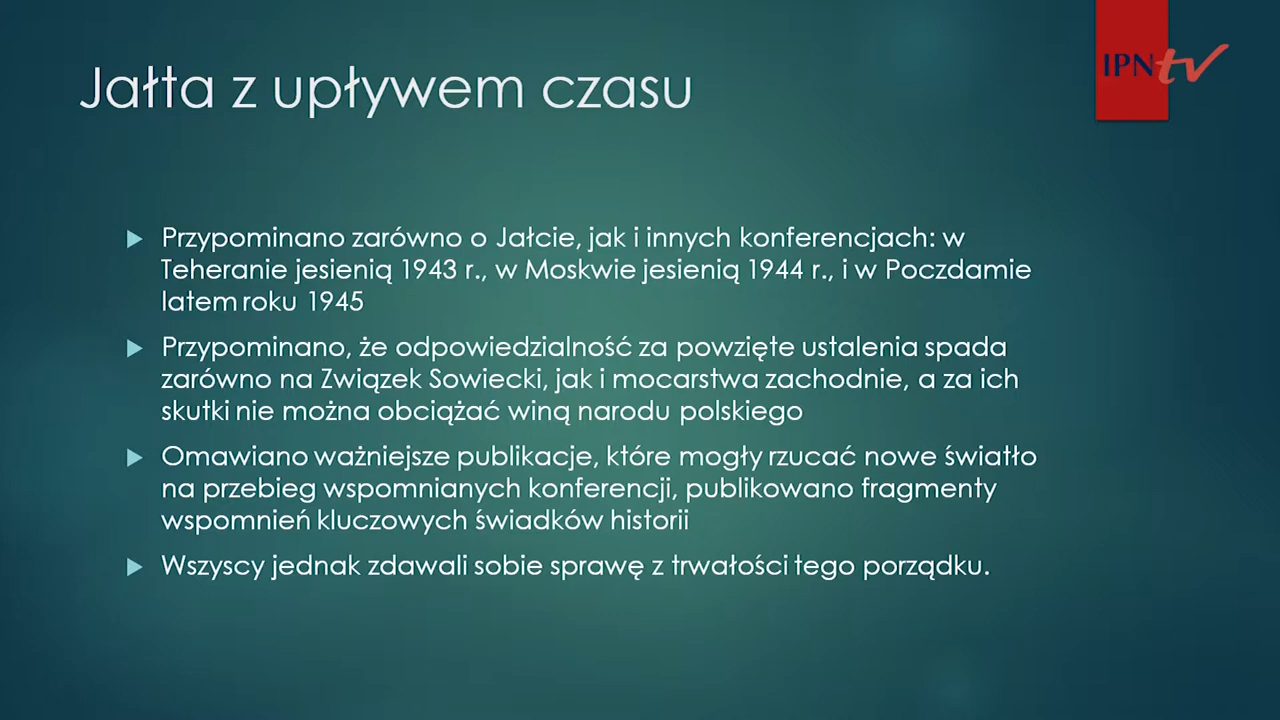 Jałta z upływem czasu
IPNtv
Przypominano zarówno o Jałcie, jak i innych konferencjach: w
Teheranie jesienią 1943 r., w Moskwie jesienią 1944 r., i w Poczdamie
latem roku 1945
Przypominano, że odpowiedzialność za powzięte ustalenia spada
zarówno na Związek Sowiecki, jak i mocarstwa zachodnie, a za ich
skutki nie można obciążać winą narodu polskiego
Omawiano ważniejsze publikacje, które mogły rzucać nowe światło
na przebieg wspomnianych konferencji, publikowano fragmenty
wspomnień kluczowych świadków historii
Wszyscy jednak zdawali sobie sprawę z trwałości tego porządku.